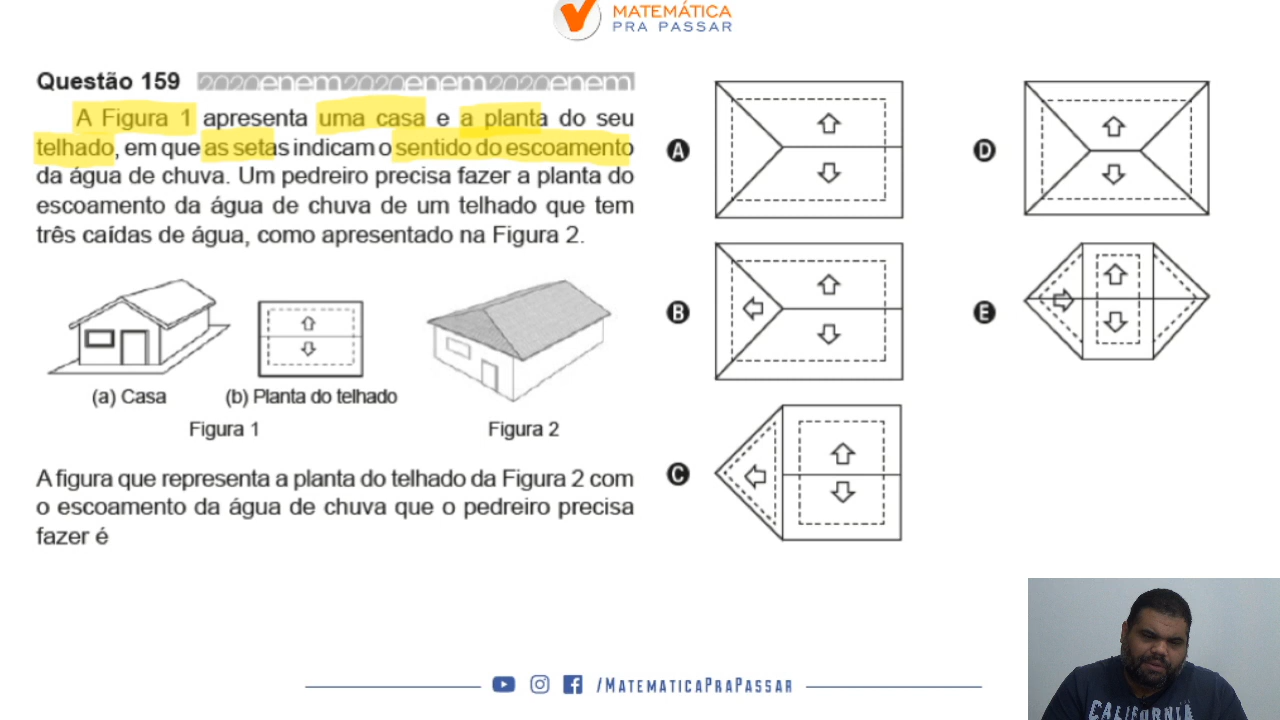 MATEMÁTICA
PRA PASSAR
Questão 159 2020enem2020enem2020enem
A Figura 1 apresenta uma casa e a planta do seu
telhado, em que as setas indicam o sentido do escoamento
da água de chuva. Um pedreiro precisa fazer a planta do
escoamento da água de chuva de um telhado que tem
três caídas de água, como apresentado na Figura 2.
(a) Casa
(b) Planta do telhado
Figura 1
Figura 2
A figura que representa a planta do telhado da Figura 2 com
o escoamento da água de chuva que o pedreiro precisa
fazer é
A
B
C
D
E
CALIFORNIA
/MATEMATICAPRAPASSAR